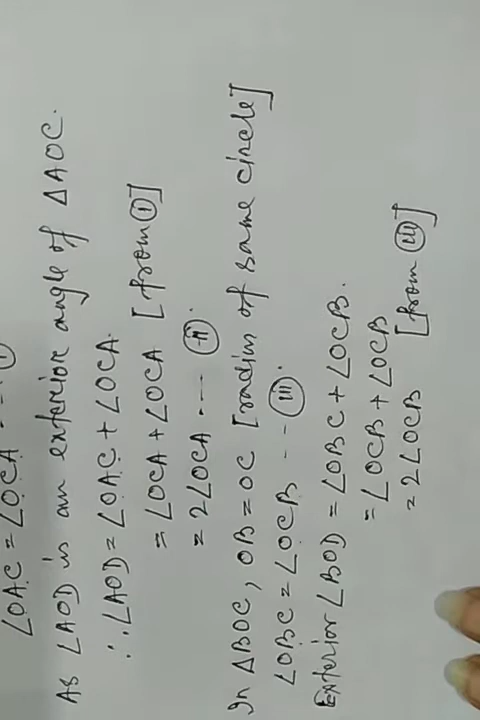 ∠OAC = ∠OCA --- (I)
As ∠AOD is an exterior angle of ΔAOC.
∴ ∠AOD = ∠OAC + ∠OCA
= ∠OCA + ∠OCA [from (I)]
= 2∠OCA --- (II)
In ΔBOC, OB = OC [radius of same circle]
∠OBC = ∠OCB --- (III)
Exterior ∠BOD = ∠OBC + ∠OCB.
= ∠OCB + ∠OCB
= 2∠OCB [from (III)]